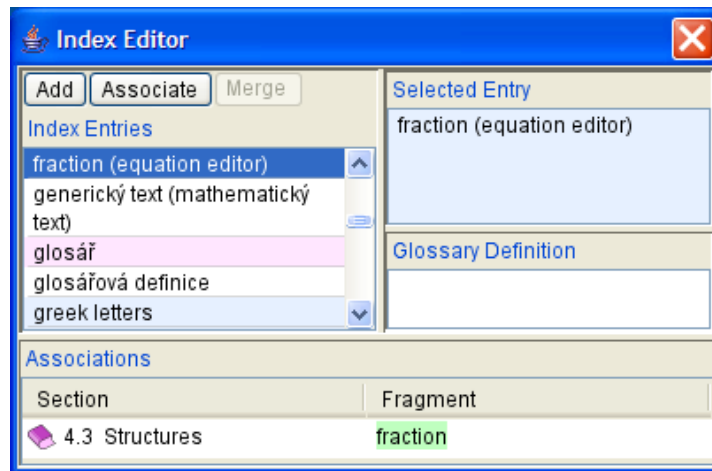 Index Editor
Add Associate Merge
Index Entries
fraction (equation editor)
generický text (mathematický
text)
glosář
glosářová definice
greek letters
Selected Entry
fraction (equation editor)
Glossary Definition
Associations
Section Fragment
4.3 Structures fraction